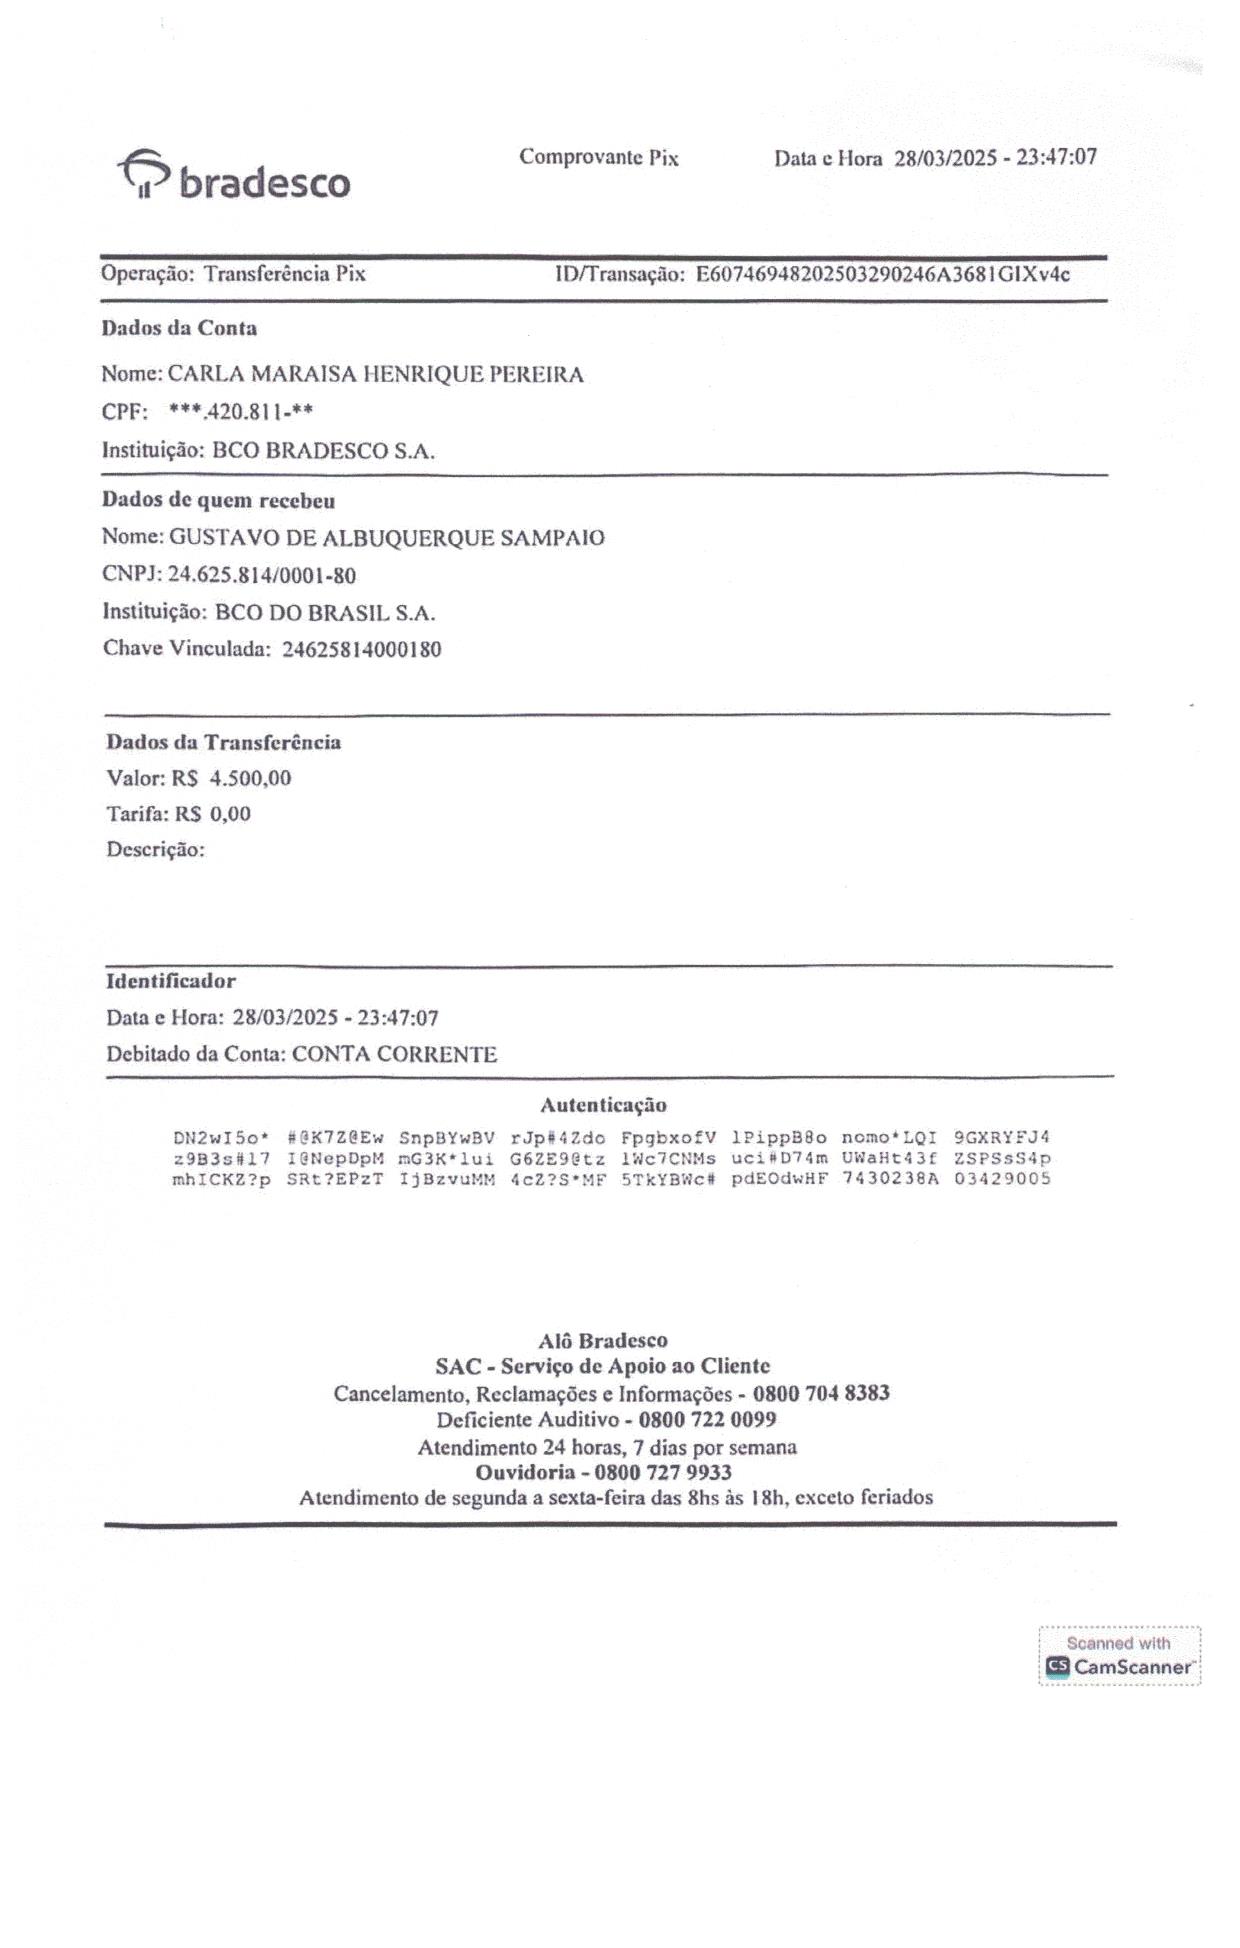 bradesco
Comprovante Pix
Data e Hora 28/03/2025 - 23:47:07
Operação: Transferência Pix
ID/Transação: E60746948202503290246A3681GIXv4c
Dados da Conta
Nome: CARLA MARAISA HENRIQUE PEREIRA
CPF: ***.420.811-**
Instituição: BCO BRADESCO S.A.
Dados de quem recebeu
Nome: GUSTAVO DE ALBUQUERQUE SAMPAIO
CNPJ: 24.625.814/0001-80
Instituição: BCO DO BRASIL S.A.
Chave Vinculada: 24625814000180
Dados da Transferência
Valor: R$ 4.500,00
Tarifa: R$ 0,00
Descrição:
Identificador
Data e Hora: 28/03/2025 - 23:47:07
Debitado da Conta: CONTA CORRENTE
Autenticação
DN2wI5o* #@K7Z@Ew SnpBYwBV rJp#4Zdo FpgbxofV lPippB8o nomo*LQI 9GXRYFJ4
z9B3s#17 I@NepDpM mG3K*lui G6ZE9@tz lWc7CNMs uci#D74m UWaHt43f ZSPSsS4p
mhICKZ?p SRt?EPzT IjBzvuMM 4cZ?S*MF 5TkYBWc# pdEOdwHF 7430238A 03429005
Alô Bradesco
SAC - Serviço de Apoio ao Cliente
Cancelamento, Reclamações e Informações - 0800 704 8383
Deficiente Auditivo - 0800 722 0099
Atendimento 24 horas, 7 dias por semana
Ouvidoria - 0800 727 9933
Atendimento de segunda a sexta-feira das 8hs às 18h, exceto feriados
Scanned with
CS CamScanner